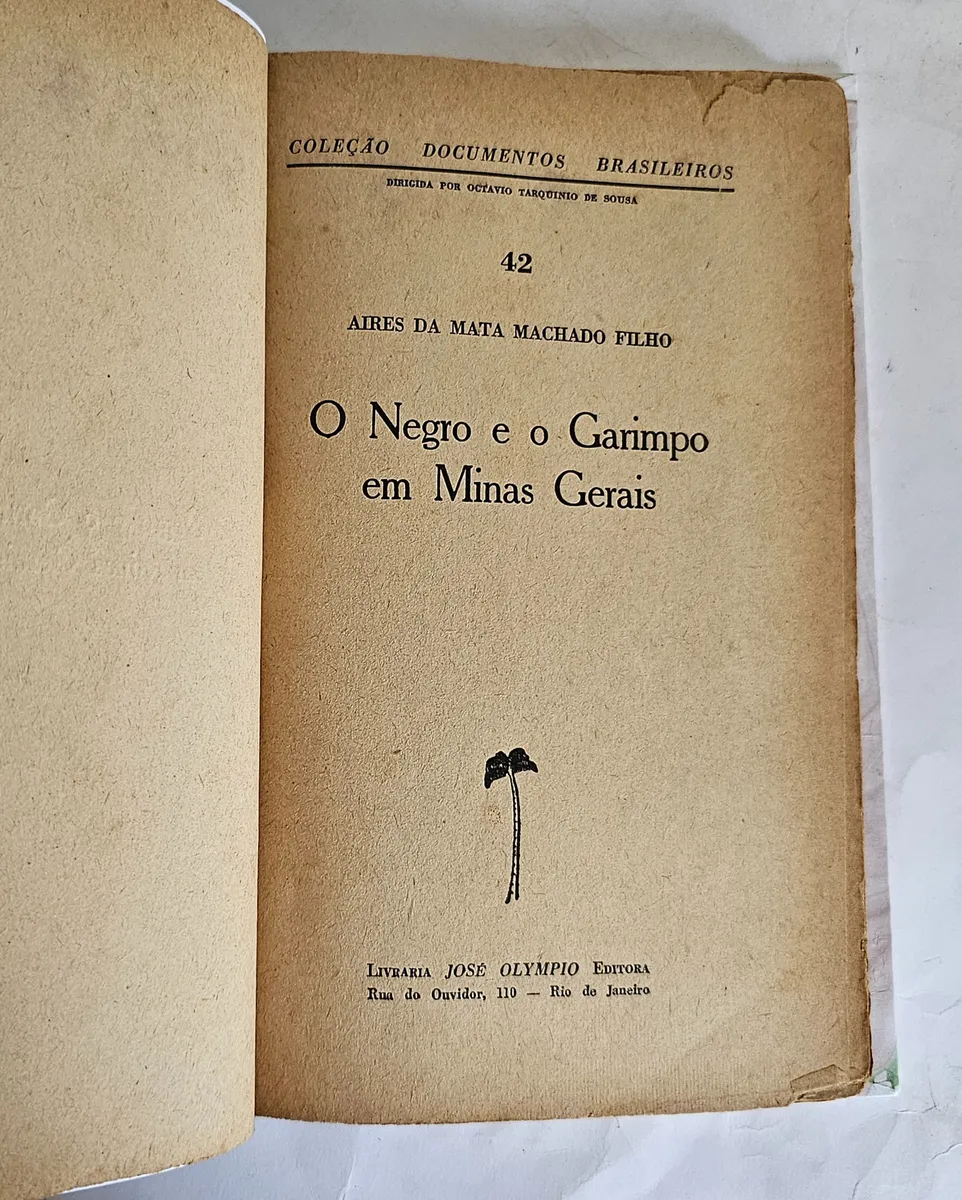 COLEÇÃO DOCUMENTOS BRASILEIROS
DIRIGIDA POR OCTAVIO TARQUINIO DE SOUSA
42
AIRES DA MATA MACHADO FILHO
O Negro e o Garimpo
em Minas Gerais
LIVRARIA JOSÉ OLYMPIO EDITORA
Rua do Ouvidor, 110 — Rio de Janeiro